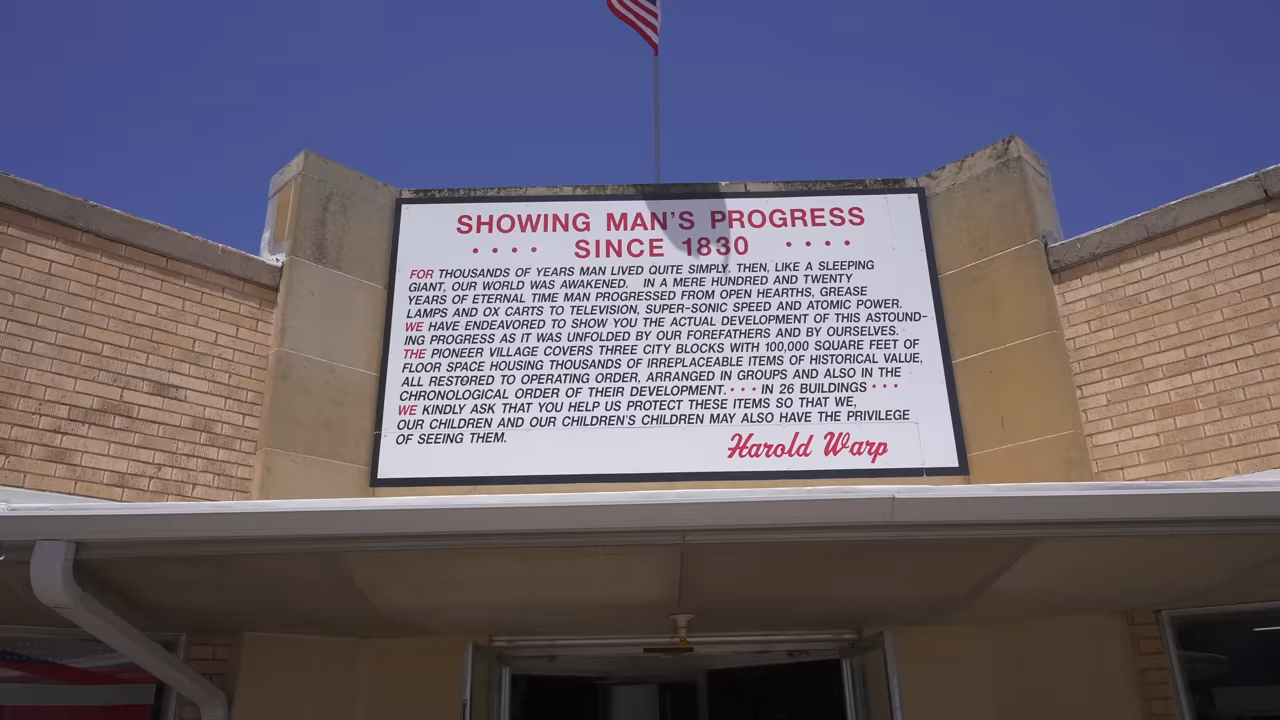 SHOWING MAN'S PROGRESS
• • • • SINCE 1830 • • • •
FOR THOUSANDS OF YEARS MAN LIVED QUITE SIMPLY. THEN, LIKE A SLEEPING
GIANT, OUR WORLD WAS AWAKENED. IN A MERE HUNDRED AND TWENTY
YEARS OF ETERNAL TIME MAN PROGRESSED FROM OPEN HEARTHS, GREASE
LAMPS AND OX CARTS TO TELEVISION, SUPER-SONIC SPEED AND ATOMIC POWER.
WE HAVE ENDEAVORED TO SHOW YOU THE ACTUAL DEVELOPMENT OF THIS ASTOUND-
ING PROGRESS AS IT WAS UNFOLDED BY OUR FOREFATHERS AND BY OURSELVES.
THE PIONEER VILLAGE COVERS THREE CITY BLOCKS WITH 100,000 SQUARE FEET OF
FLOOR SPACE HOUSING THOUSANDS OF IRREPLACEABLE ITEMS OF HISTORICAL VALUE,
ALL RESTORED TO OPERATING ORDER, ARRANGED IN GROUPS AND ALSO IN THE
CHRONOLOGICAL ORDER OF THEIR DEVELOPMENT. • • • IN 26 BUILDINGS • • •
WE KINDLY ASK THAT YOU HELP US PROTECT THESE ITEMS SO THAT WE,
OUR CHILDREN AND OUR CHILDREN'S CHILDREN MAY ALSO HAVE THE PRIVILEGE
OF SEEING THEM.
Harold Warp